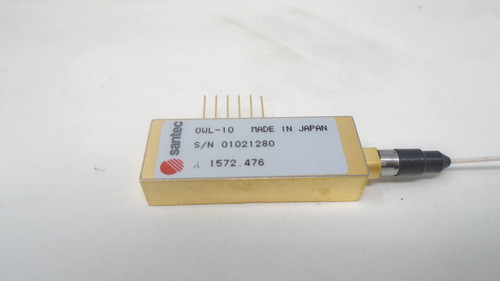 santec
OWL-10 MADE IN JAPAN
S/N 01021280
λ 1572.476